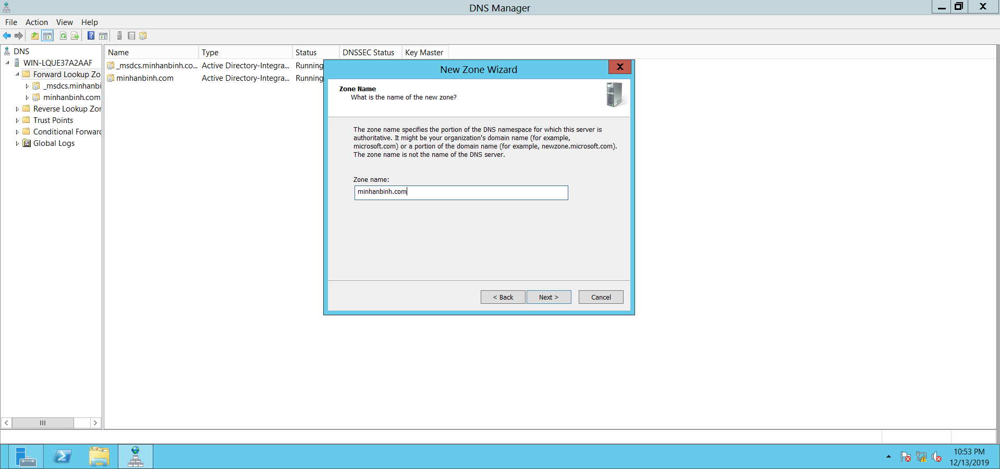 DNS Manager
File Action View Help
DNS
WIN-LQUE37A2AAF
Forward Lookup Zo
_msdcs.minhanbi
minhanbinh.com
Reverse Lookup Zor
Trust Points
Conditional Forward
Global Logs
Name Type Status DNSSEC Status Key Master
_msdcs.minhanbinh.co... Active Directory-Integra... Running
minhanbinh.com Active Directory-Integra... Running
New Zone Wizard
X
Zone Name
What is the name of the new zone?
The zone name specifies the portion of the DNS namespace for which this server is
authoritative. It might be your organization's domain name (for example,
microsoft.com) or a portion of the domain name (for example, newzone.microsoft.com).
The zone name is not the name of the DNS server.
Zone name:
minhanbinh.com
< Back Next > Cancel
10:53 PM
12/13/2019